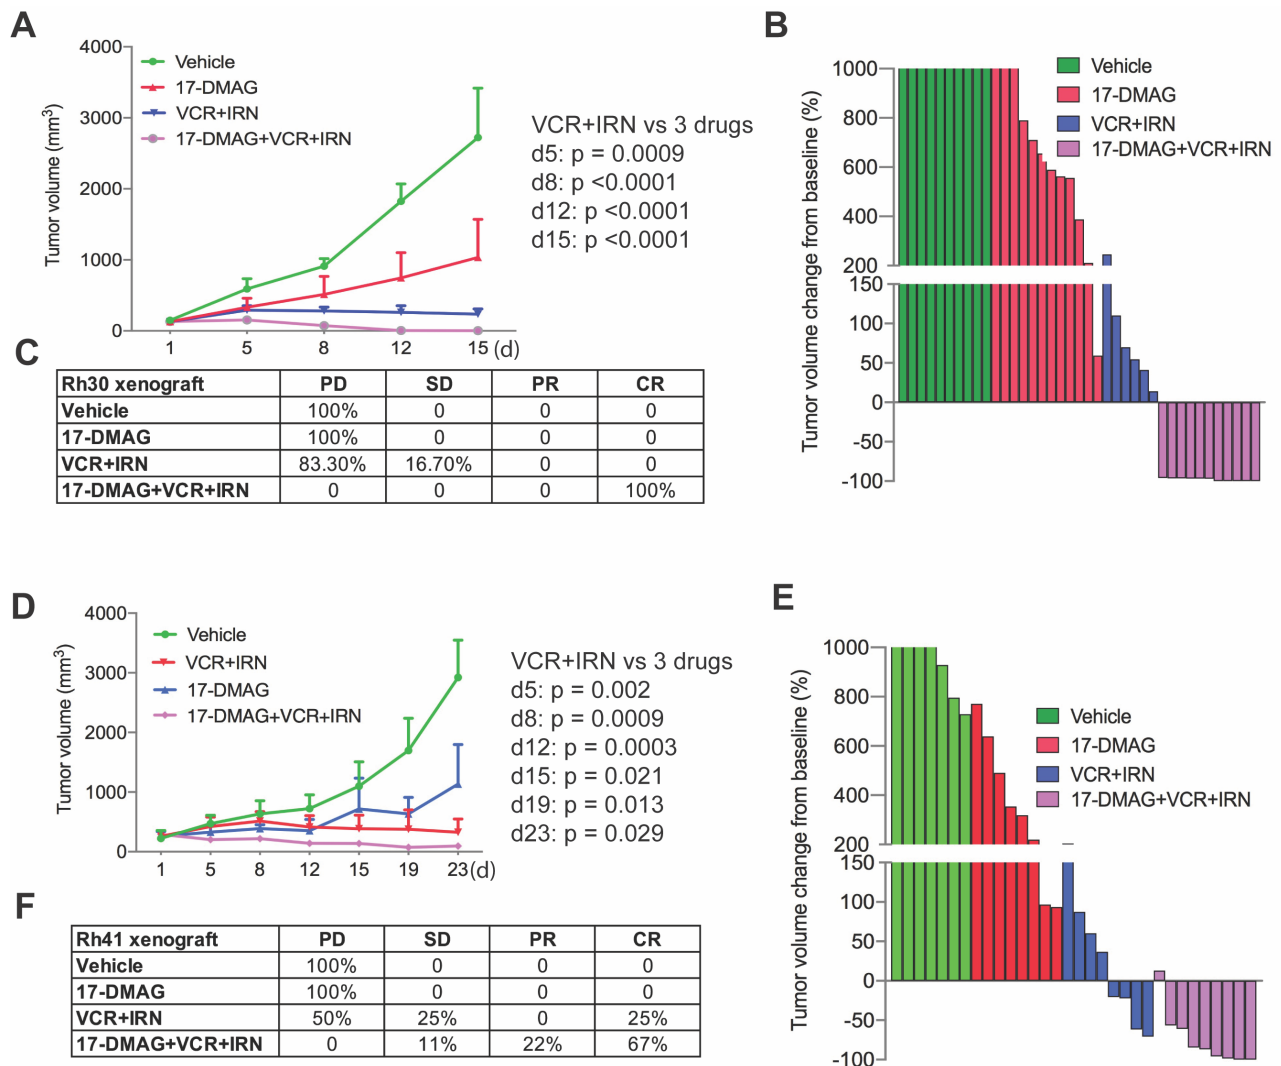 A
4000
3000
2000
1000
0
Tumor volume (mm3)
Vehicle
17-DMAG
VCR+IRN
17-DMAG+VCR+IRN
1 5 8 12 15 (d)
VCR+IRN vs 3 drugs
d5: p = 0.0009
d8: p <0.0001
d12: p <0.0001
d15: p <0.0001
B
1000
800
600
400
200
150
100
50
0
-50
-100
Tumor volume change from baseline (%)
Vehicle
17-DMAG
VCR+IRN
17-DMAG+VCR+IRN
C
Rh30 xenograft PD SD PR CR
Vehicle 100% 0 0 0
17-DMAG 100% 0 0 0
VCR+IRN 83.30% 16.70% 0 0
17-DMAG+VCR+IRN 0 0 0 100%
D
4000
3000
2000
1000
0
Tumor volume (mm3)
Vehicle
VCR+IRN
17-DMAG
17-DMAG+VCR+IRN
1 5 8 12 15 19 23(d)
VCR+IRN vs 3 drugs
d5: p = 0.002
d8: p = 0.0009
d12: p = 0.0003
d15: p = 0.021
d19: p = 0.013
d23: p = 0.029
E
1000
800
600
400
200
150
100
50
0
-50
-100
Tumor volume change from baseline (%)
Vehicle
17-DMAG
VCR+IRN
17-DMAG+VCR+IRN
F
Rh41 xenograft PD SD PR CR
Vehicle 100% 0 0 0
17-DMAG 100% 0 0 0
VCR+IRN 50% 25% 0 25%
17-DMAG+VCR+IRN 0 11% 22% 67%